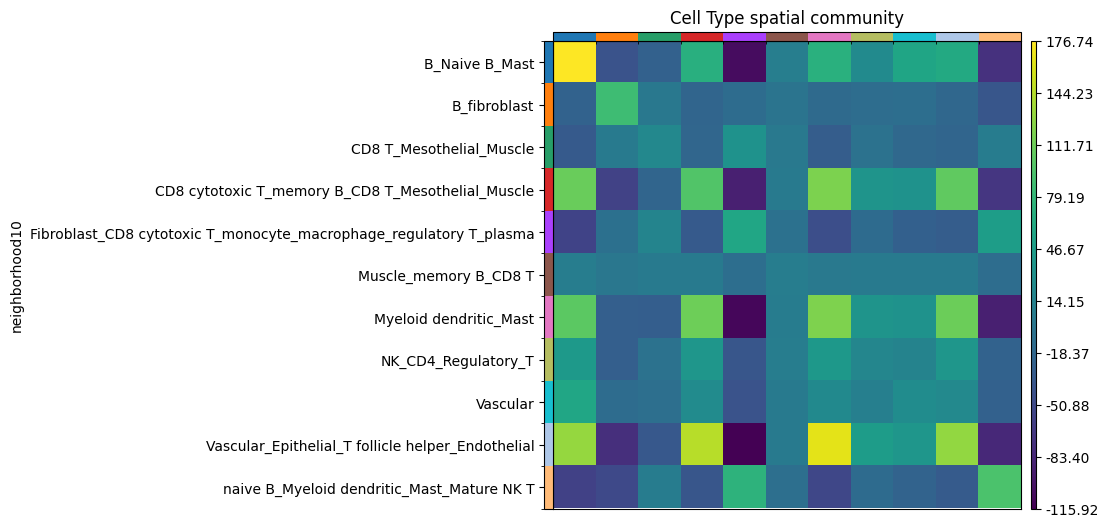 Cell Type spatial community
neighborhood10
B_Naive B_Mast
B_fibroblast
CD8 T_Mesothelial_Muscle
CD8 cytotoxic T_memory B_CD8 T_Mesothelial_Muscle
Fibroblast_CD8 cytotoxic T_monocyte_macrophage_regulatory T_plasma
Muscle_memory B_CD8 T
Myeloid dendritic_Mast
NK_CD4_Regulatory_T
Vascular
Vascular_Epithelial_T follicle helper_Endothelial
naive B_Myeloid dendritic_Mast_Mature NK T
176.74
144.23
111.71
79.19
46.67
14.15
-18.37
-50.88
-83.40
-115.92